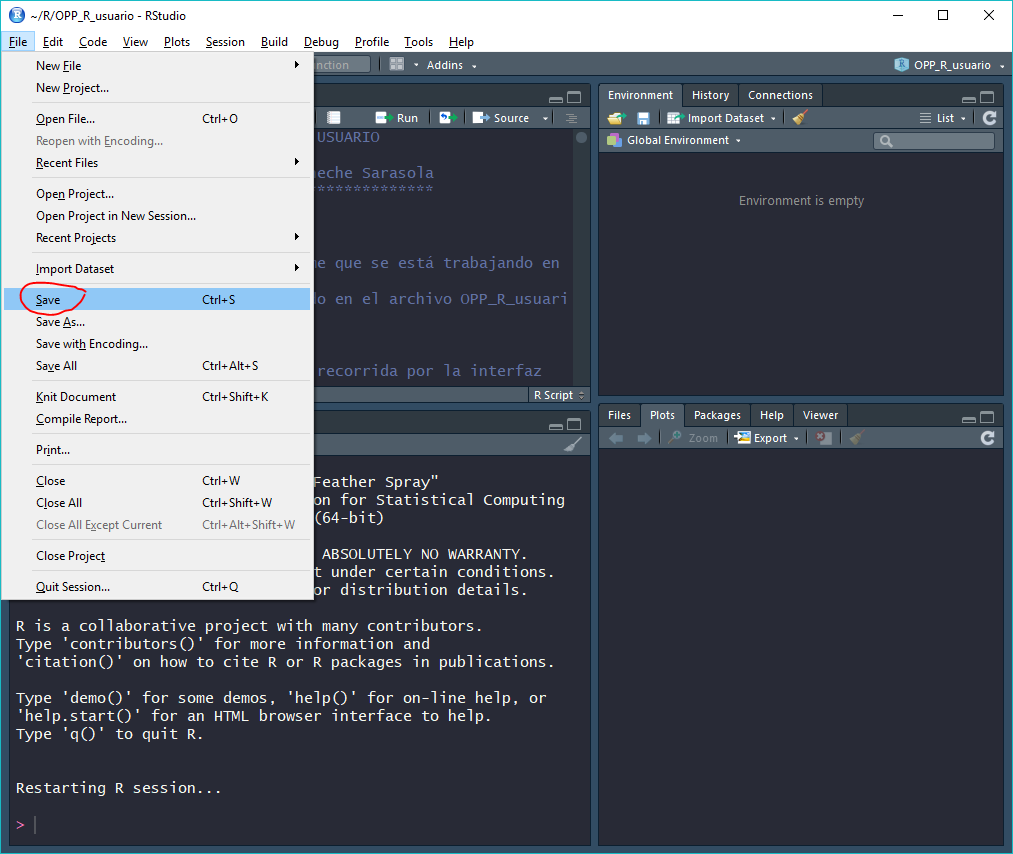 ~/R/OPP_R_usuario - RStudio
File Edit Code View Plots Session Build Debug Profile Tools Help
Addins OPP_R_usuario
New File
New Project...
Open File... Ctrl+O
Reopen with Encoding...
Recent Files
Open Project...
Open Project in New Session...
Recent Projects
Import Dataset
Save Ctrl+S
Save As...
Save with Encoding...
Save All Ctrl+Alt+S
Knit Document Ctrl+Shift+K
Compile Report...
Print...
Close Ctrl+W
Close All Ctrl+Shift+W
Close All Except Current Ctrl+Alt+Shift+W
Close Project
Quit Session... Ctrl+Q
Run Source
USUARIO
eche Sarasola
**************
me que se está trabajando en
do en el archivo OPP_R_usuari
recorrida por la interfaz
R Script
Feather Spray"
on for Statistical Computing
(64-bit)
ABSOLUTELY NO WARRANTY.
t under certain conditions.
or distribution details.
R is a collaborative project with many contributors.
Type 'contributors()' for more information and
'citation()' on how to cite R or R packages in publications.
Type 'demo()' for some demos, 'help()' for on-line help, or
'help.start()' for an HTML browser interface to help.
Type 'q()' to quit R.
Restarting R session...
>
Environment History Connections
Import Dataset List
Global Environment
Environment is empty
Files Plots Packages Help Viewer
Zoom Export